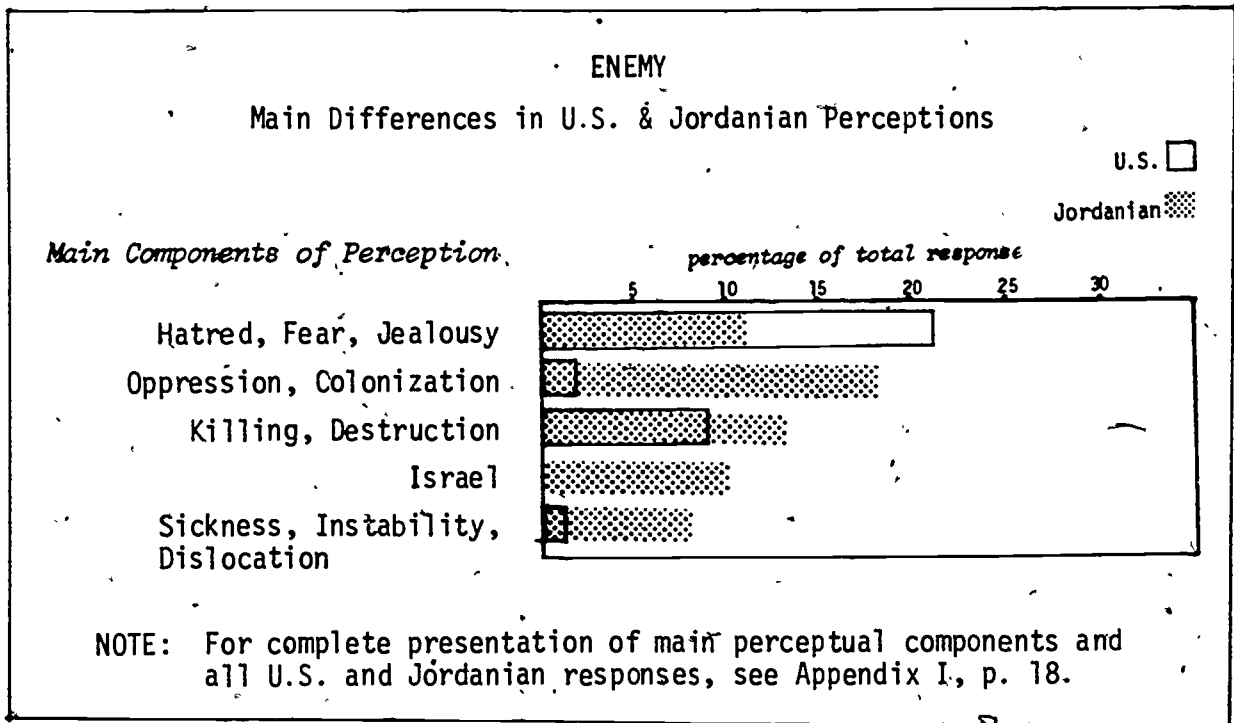 ENEMY
Main Differences in U.S. & Jordanian Perceptions
U.S.
Jordanian
Main Components of Perception
percentage of total response
5 10 15 20 25 30
Hatred, Fear, Jealousy
Oppression, Colonization
Killing, Destruction
Israel
Sickness, Instability,
Dislocation
NOTE: For complete presentation of main perceptual components and
all U.S. and Jordanian responses, see Appendix I, p. 18.